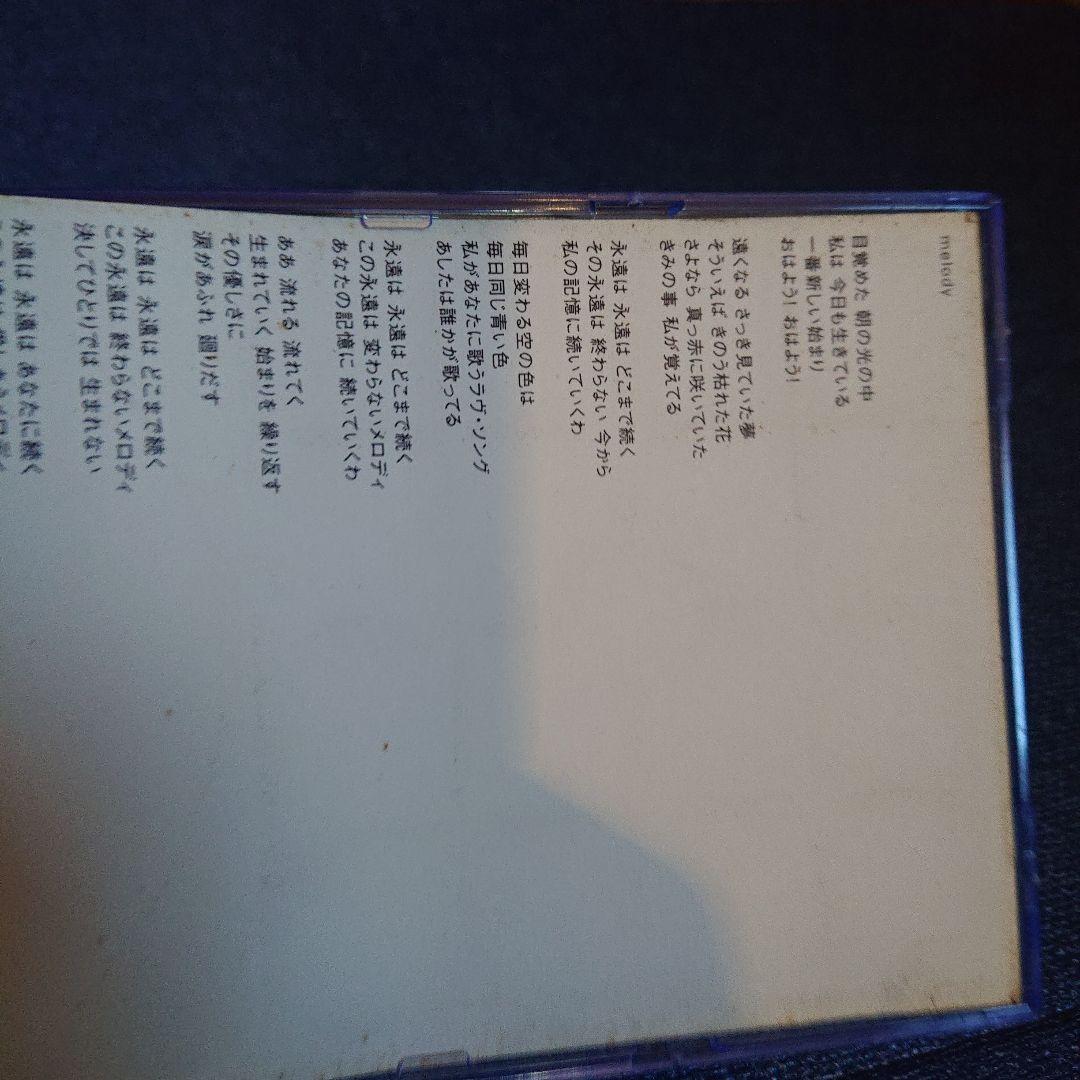 melody
目覚めた 朝の光の中
私は 今日も生きている
一番新しい始まり
おはよう! おはよう!
遠くなる さっき見ていた夢
そういえば きのう枯れた花
さよなら 真っ赤に咲いていた
きみの事 私が覚えてる
永遠は 永遠は どこまで続く
その永遠は 終わらない 今から
私の記憶に続いていくわ
毎日変わる空の色は
毎日同じ青い色
私があなたに歌うラヴ・ソング
あしたは誰かが歌ってる
永遠は 永遠は どこまで続く
この永遠は 変わらないメロディ
あなたの記憶に 続いていくわ
ああ 流れる 流れてく
生まれていく 始まりを 繰り返す
その優しさに
涙があふれ 廻りだす
永遠は 永遠は どこまで続く
この永遠は 終わらないメロディ
決してひとりでは 生まれない
永遠は 永遠は あなたに続く